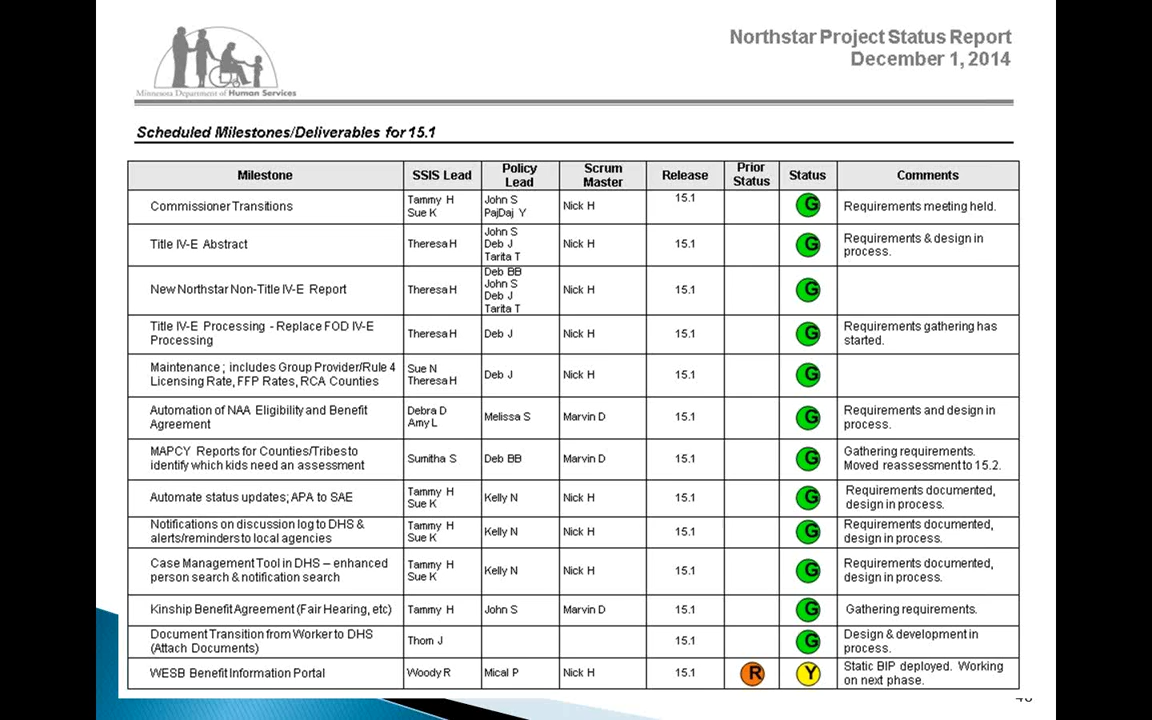 Northstar Project Status Report
December 1, 2014
Minnesota Department of Human Services
Scheduled Milestones/Deliverables for 15.1
Milestone SSIS Lead Policy Lead Scrum Master Release Prior Status Status Comments
Commissioner Transitions Tammy H Sue K John S PajDaj Y Nick H 15.1 G Requirements meeting held.
Title IV-E Abstract Theresa H John S Deb J Tarita T Nick H 15.1 G Requirements & design in process.
New Northstar Non-Title IV-E Report Theresa H Deb BB John S Deb J Tarita T Nick H 15.1 G
Title IV-E Processing - Replace FOD IV-E Processing Theresa H Deb J Nick H 15.1 G Requirements gathering has started.
Maintenance ; includes Group Provider/Rule 4 Licensing Rate, FFP Rates, RCA Counties Sue N Theresa H Deb J Nick H 15.1 G
Automation of NAA Eligibility and Benefit Agreement Debra D Amy L Melissa S Marvin D 15.1 G Requirements and design in process.
MAPCY Reports for Counties/Tribes to identify which kids need an assessment Sumitha S Deb BB Marvin D 15.1 G Gathering requirements. Moved reassessment to 15.2.
Automate status updates; APA to SAE Tammy H Sue K Kelly N Nick H 15.1 G Requirements documented, design in process.
Notifications on discussion log to DHS & alerts/reminders to local agencies Tammy H Sue K Kelly N Nick H 15.1 G Requirements documented, design in process.
Case Management Tool in DHS – enhanced person search & notification search Tammy H Sue K Kelly N Nick H 15.1 G Requirements documented, design in process.
Kinship Benefit Agreement (Fair Hearing, etc) Tammy H John S Marvin D 15.1 G Gathering requirements.
Document Transition from Worker to DHS (Attach Documents) Thom J 15.1 G Design & development in process.
WESB Benefit Information Portal Woody R Mical P Nick H 15.1 R Y Static BIP deployed. Working on next phase.